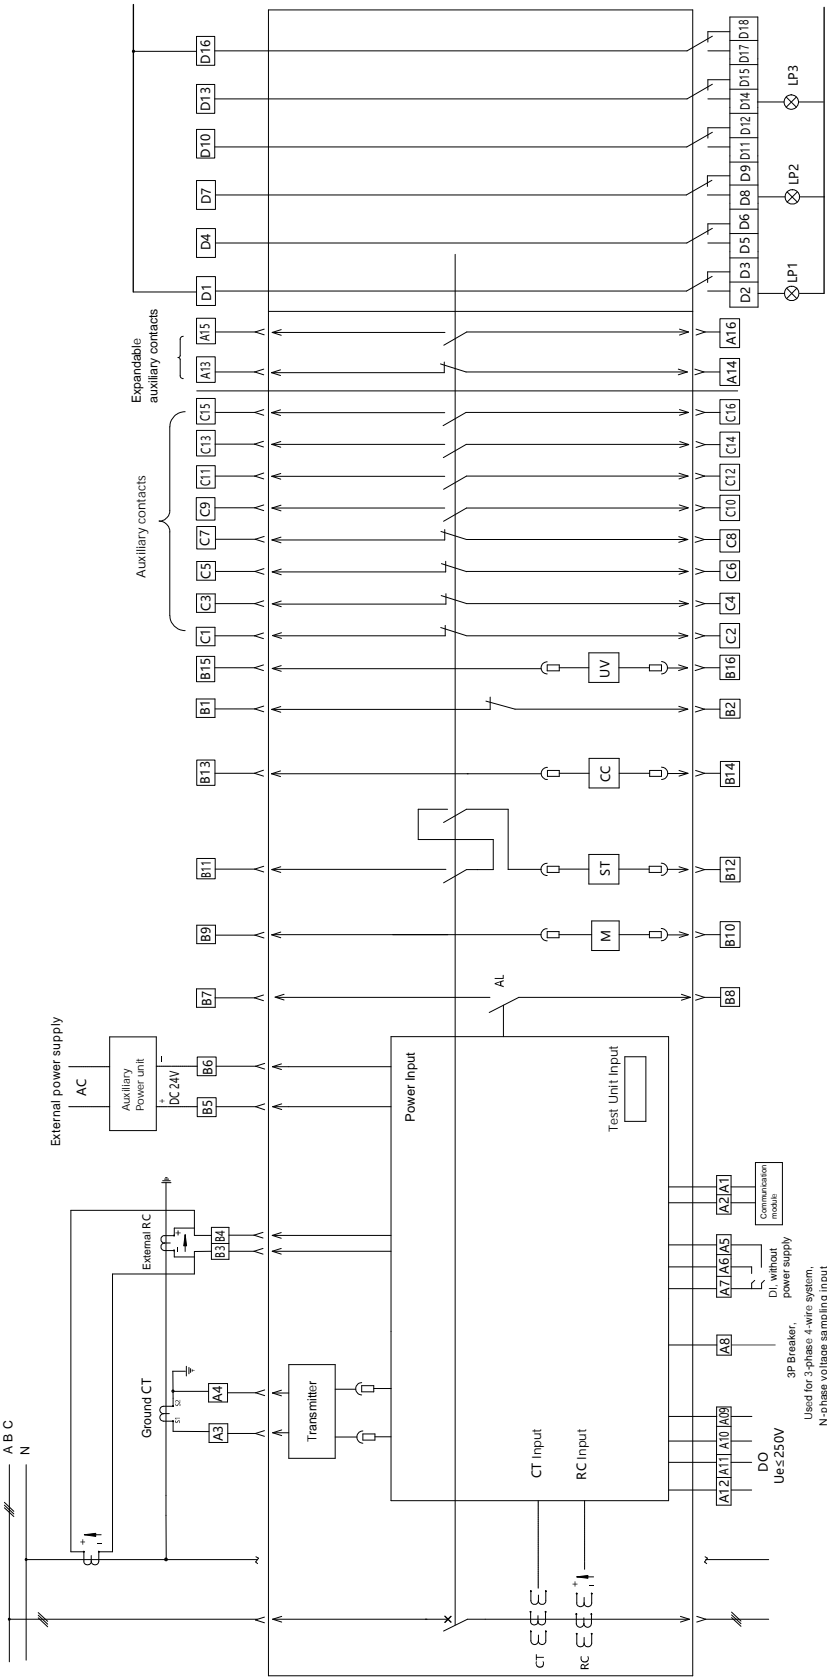 A B C
N
+
-
Ground CT
S1
S2
A3
A4
Transmitter
External RC
- +
B3
B4
External power supply
AC
Auxiliary
Power unit
+
DC 24V
-
B5
B6
B7
B9
B11
B13
B1
B15
Auxiliary contacts
C1
C3
C5
C7
C9
C11
C13
C15
Expandable
auxiliary contacts
A13
A15
D1
D4
D7
D10
D13
D16
CT Input
RC Input
Power Input
Test Unit Input
CT
RC
+
-
AL
M
ST
CC
UV
A12
A11
A10
A09
DO
Ue≤250V
A8
3P Breaker,
Used for 3-phase 4-wire system,
N-phase voltage sampling input
A7
A6
A5
DI, without
power supply
A2
A1
Communication
module
B8
B10
B12
B14
B2
B16
C2
C4
C6
C8
C10
C12
C14
C16
A14
A16
D2
D3
D5
D6
D8
D9
D11
D12
D14
D15
D17
D18
LP1
LP2
LP3